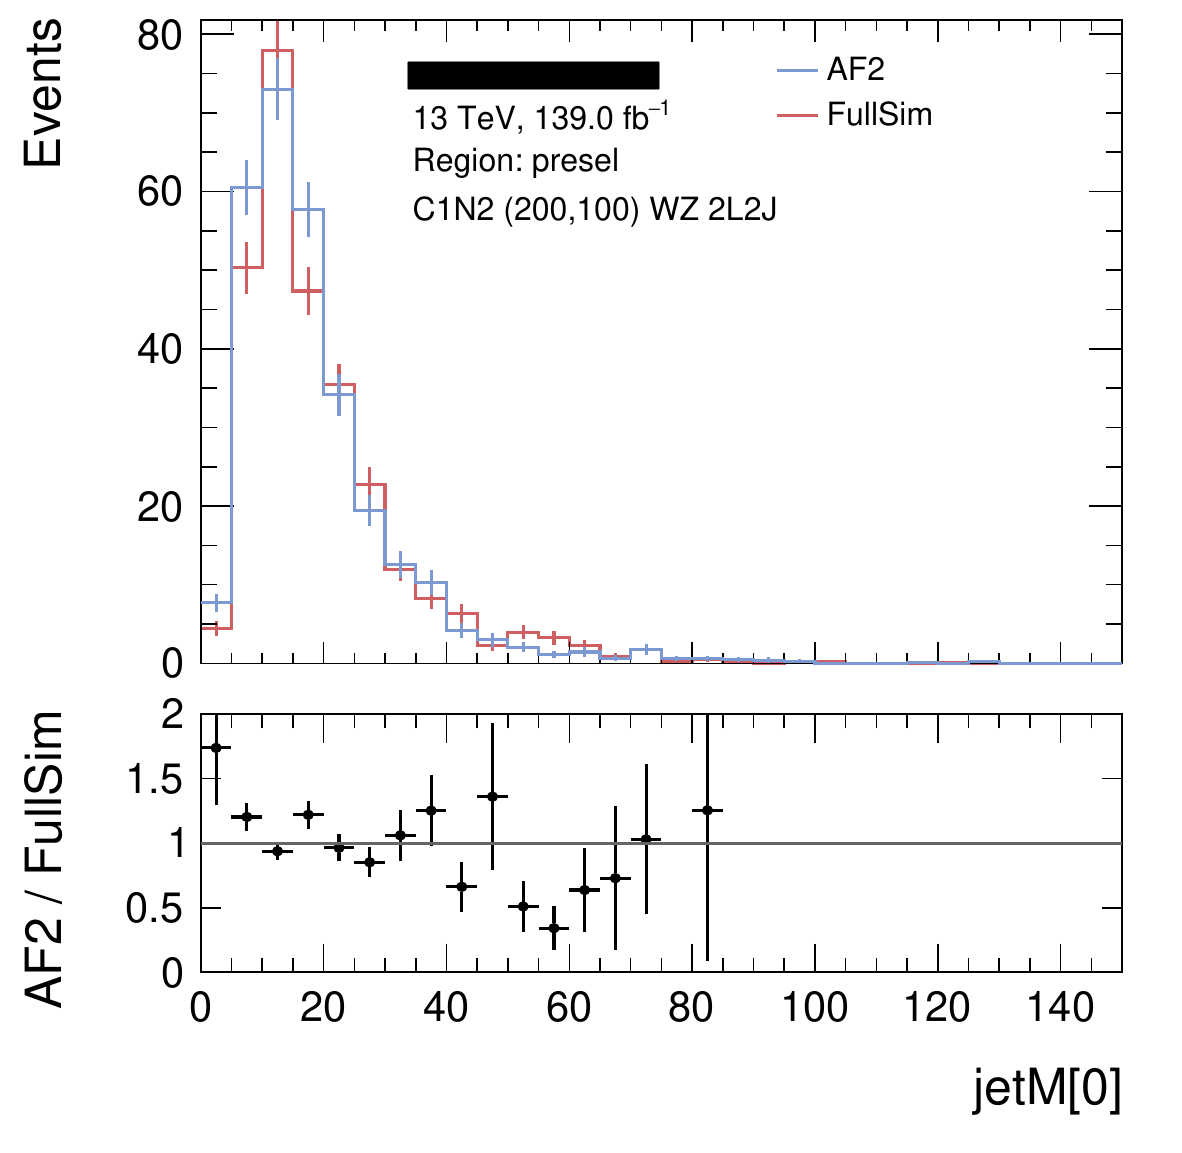 Events
80
60
40
20
0
13 TeV, 139.0 fb⁻¹
Region: presel
C1N2 (200,100) WZ 2L2J
AF2
FullSim
AF2 / FullSim
2
1.5
1
0.5
0
0 20 40 60 80 100 120 140
jetM[0]